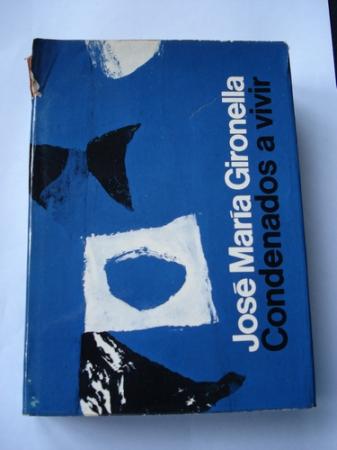 José María Gironella
Condenados a vivir